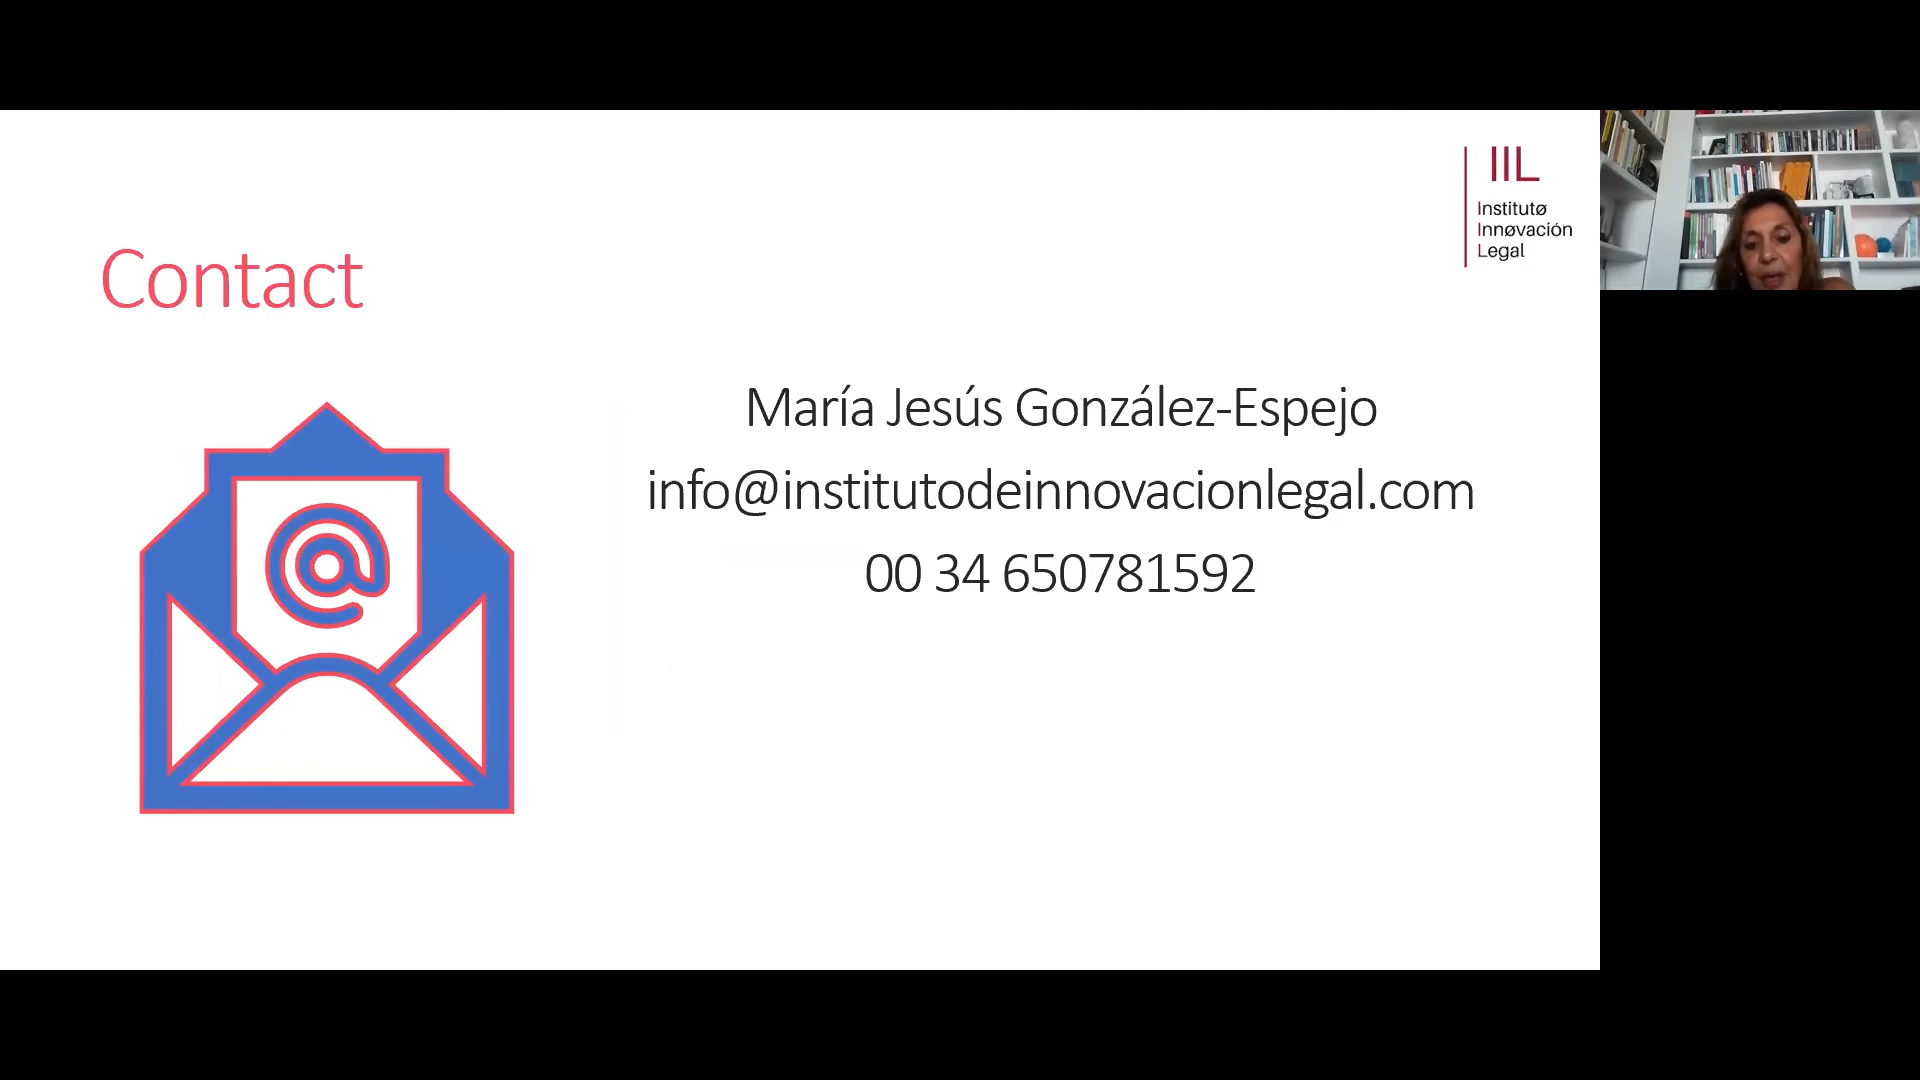 IIL
Institutø
Innøvación
Legal
Contact
María Jesús González-Espejo
info@institutodeinnovacionlegal.com
00 34 650781592